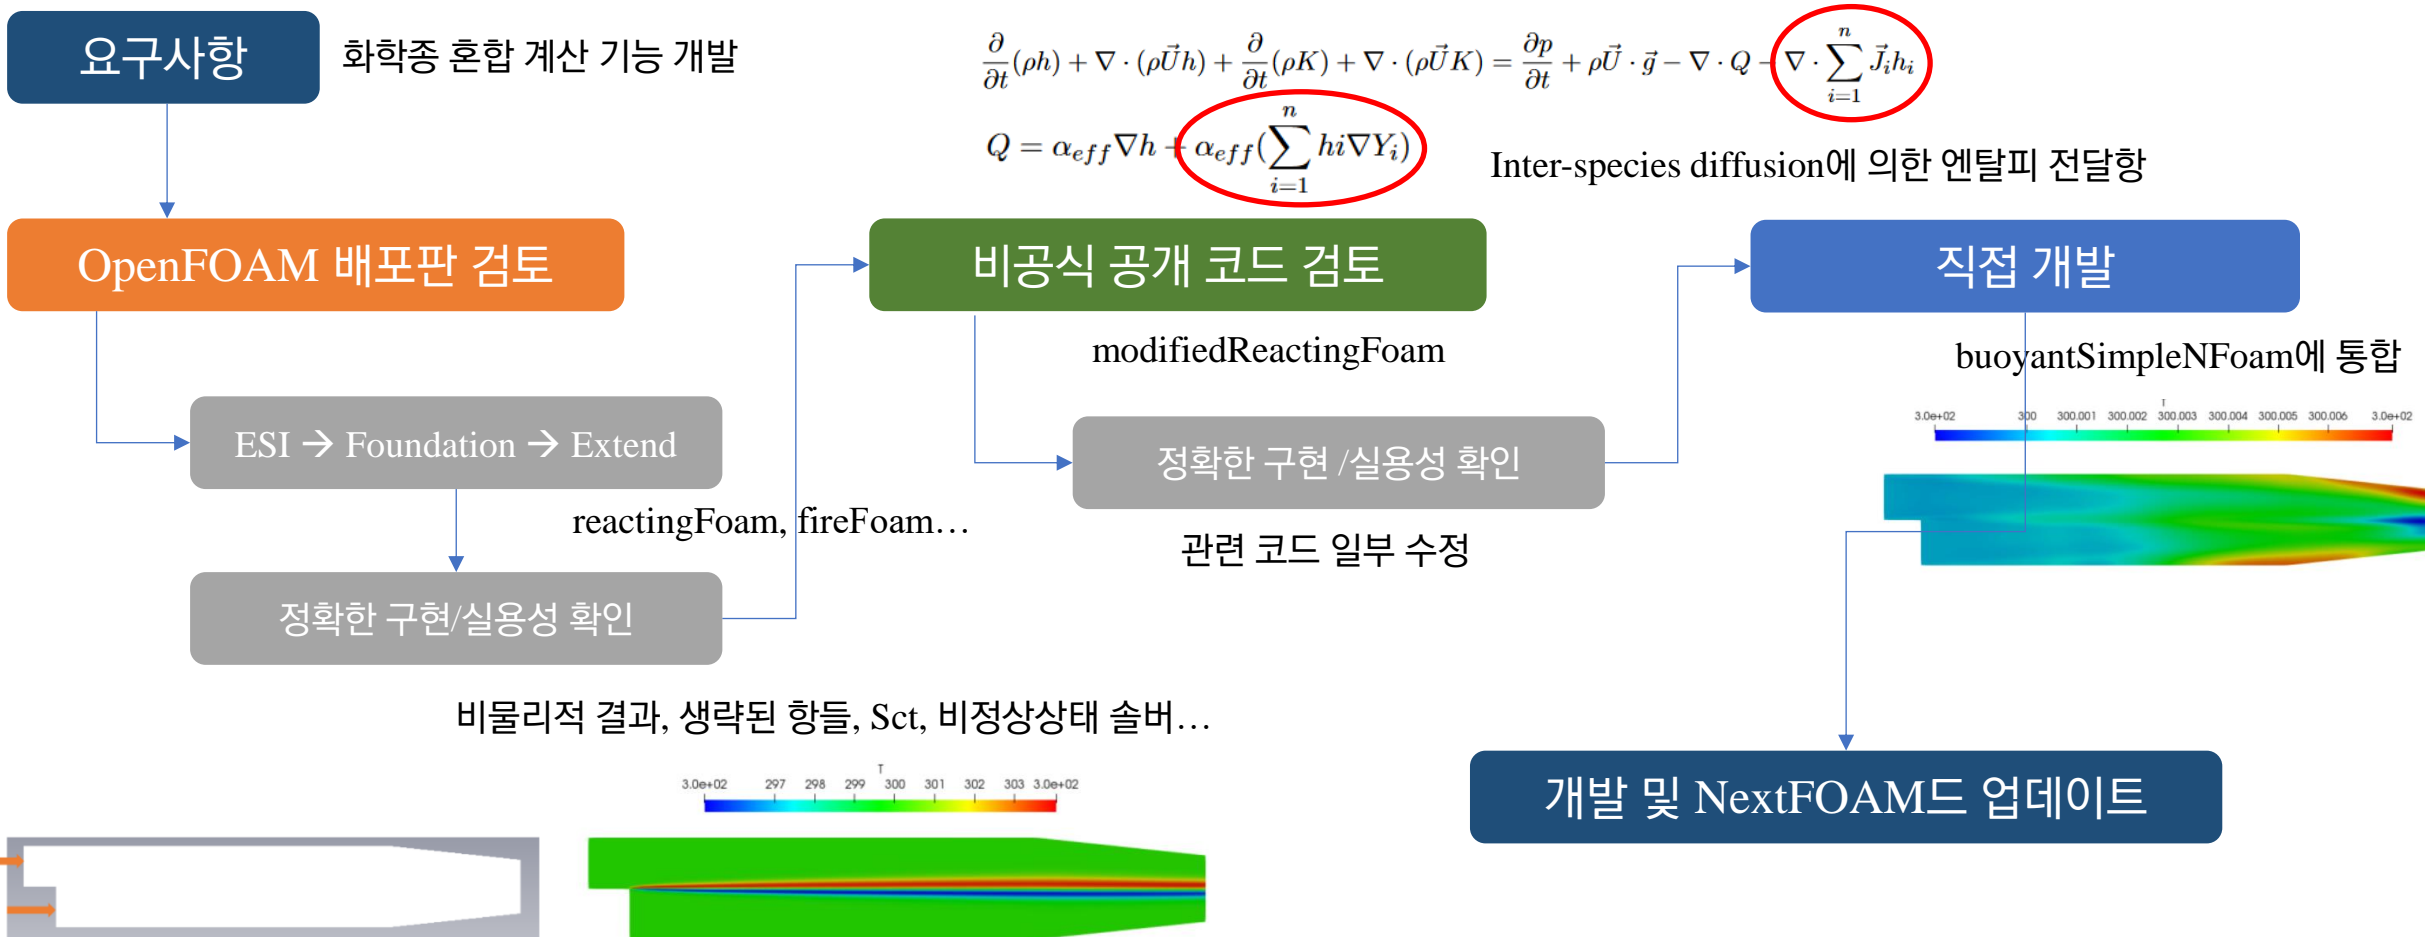 요구사항
화학종 혼합 계산 기능 개발
∂/∂t(ρh) + ∇ · (ρU⃗h) + ∂/∂t(ρK) + ∇ · (ρU⃗K) = ∂p/∂t + ρU⃗ · g⃗ − ∇ · Q − ∇ · ∑_{i=1}^{n} J⃗_i h_i
Q = α_{eff}∇h + α_{eff}(∑_{i=1}^{n} hi∇Y_i)
Inter-species diffusion에 의한 엔탈피 전달항
OpenFOAM 배포판 검토
비공식 공개 코드 검토
직접 개발
modifiedReactingFoam
buoyantSimpleNFoam에 통합
ESI → Foundation → Extend
정확한 구현 /실용성 확인
T
3.0e+02 300 300.001 300.002 300.003 300.004 300.005 300.006 3.0e+02
reactingFoam, fireFoam…
관련 코드 일부 수정
정확한 구현/실용성 확인
비물리적 결과, 생략된 항들, Sct, 비정상상태 솔버…
개발 및 NextFOAM드 업데이트
T
3.0e+02 297 298 299 300 301 302 303 3.0e+02